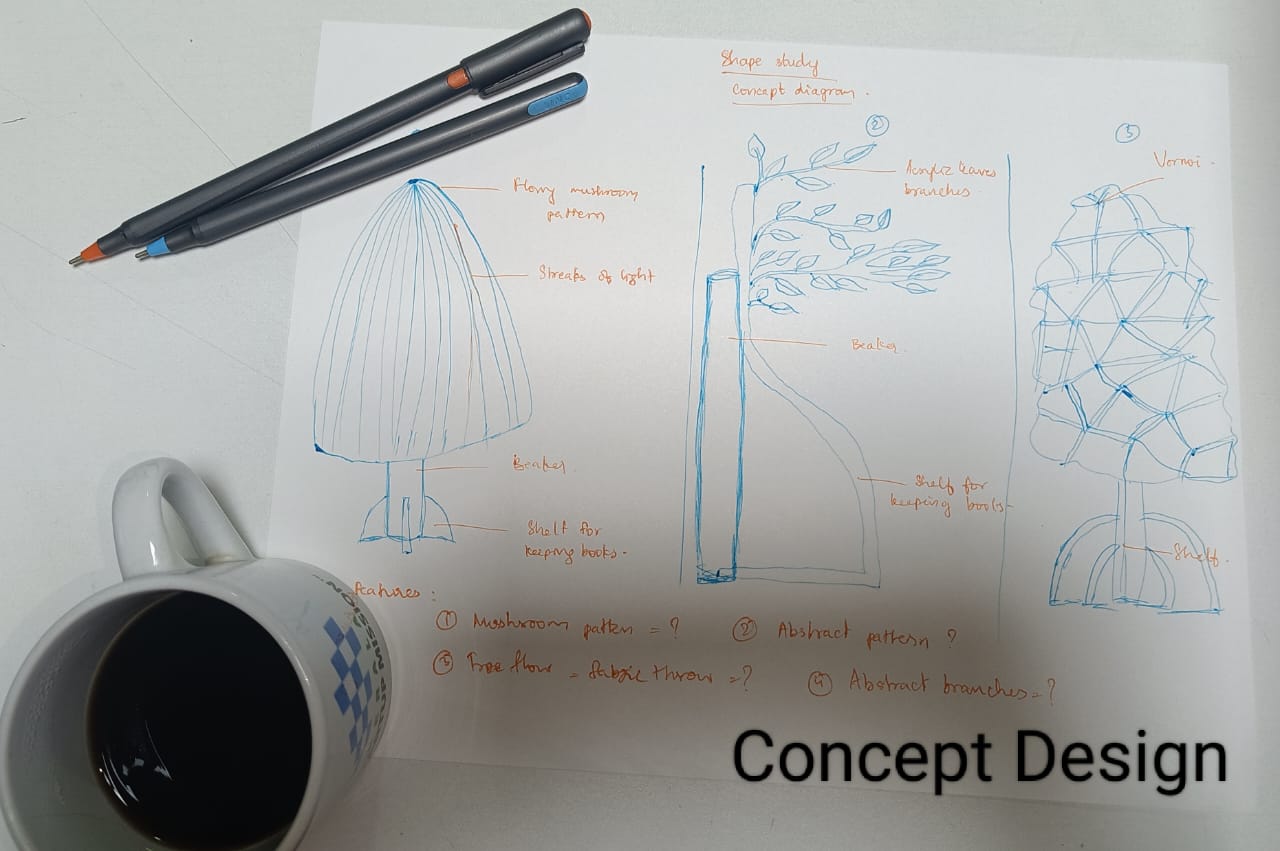 Shape study
Concept diagram.
②
③
Flowy mushroom
pattern
Streaks of light
Beaker
Shelf for
keeping books.
Acrylic leaves
branches
Beaker
Shelf for
keeping books
Vornoi
Shelf
Features :
① Mushroom pattern = ?
② Abstract pattern ?
③ Free flow = fabric throw = ?
④ Abstract branches = ?
MISSION
Concept Design